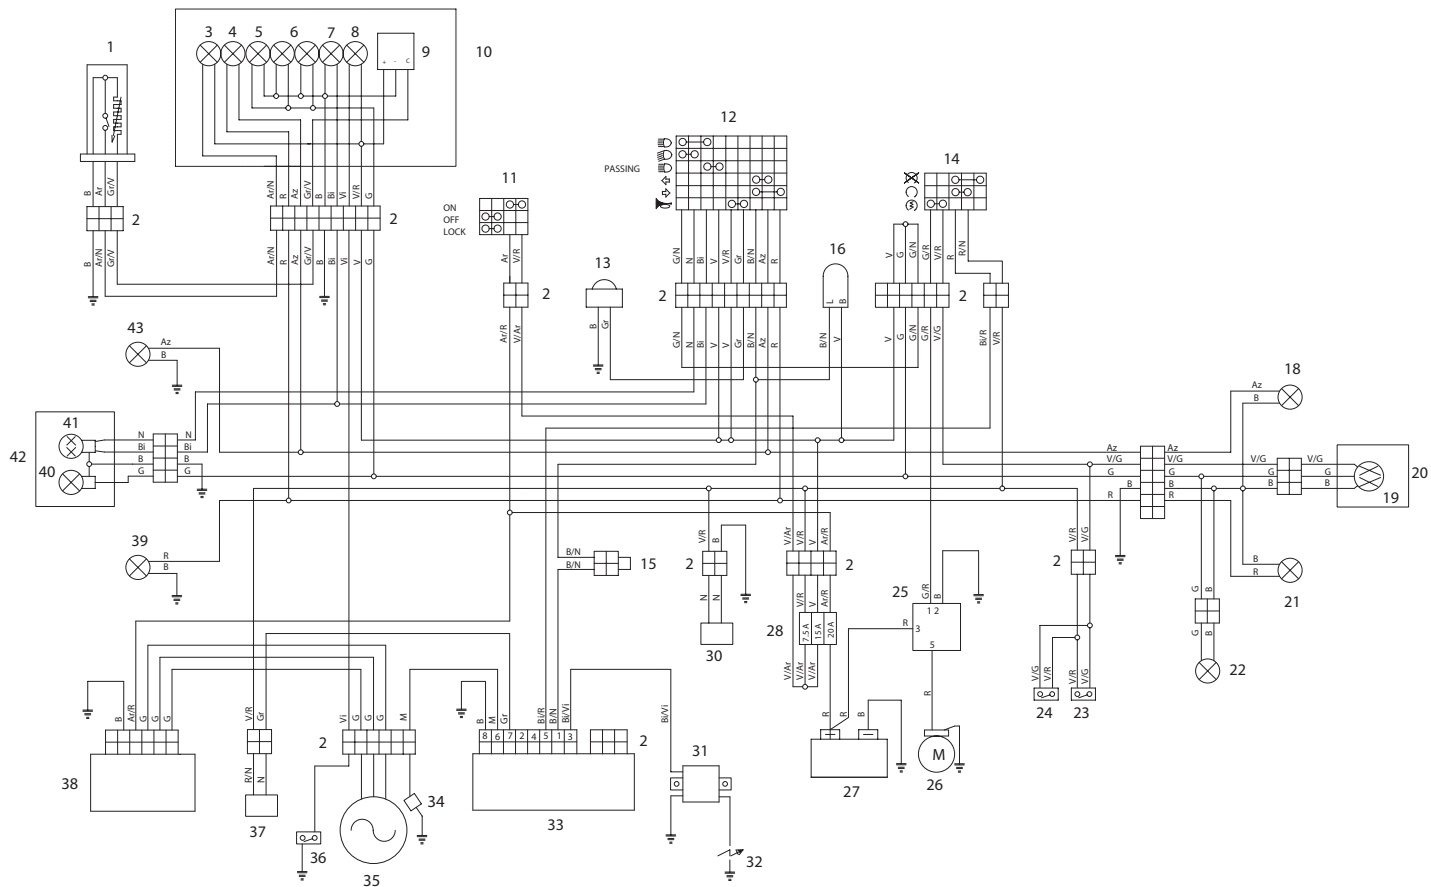 3 4 5 6 7 8
1
9
10
+ - C
12
14
PASSING
11
ON
OFF
LOCK
B Ar Gr/V
Ar/N R Az Gr/V B Bi Vi V/R G
2
2
16
13
Ar V/R
G/N N Bi V V/R Gr B/N Az R
V G G/N G/R V/R R R/N
L B
2
2
2
B Ar/N Gr/V
Ar/N R Az Gr/V B Bi Vi V G
B Gr
Ar/R V/Ar
G/N N Bi V V Gr B/N Az R
B/N V
V G G/N G/R V/G Bi/R V/R
43
Az
B
18
Az
B
41
42
40
N N
Bi Bi
B B
G G
Az Az
V/G V/G V/G V/G
G G G G
B B B B
R R
20
19
39
R
B
B/N
B/N
15
2
V/R B
N N
30
V/Ar V/R V Ar/R
2
V/R V Ar/R
28
7.5 A 15 A 20 A
V/Ar V/Ar V/Ar
25
G/R B
1 2
R 3
5
R
V/R V/G
2
V/G V/R V/R V/G
24 23
B
R
21
G B
G B
22
B Ar/R G G G
V/R Gr
Vi G G G M
B M Gr Bi/R B/N Bi/Vi
8 6 7 2 4 5 1 3
2
2
Bi/Vi
31
R R B
M
38
R/N N
37
34
33
27
26
36
35
32